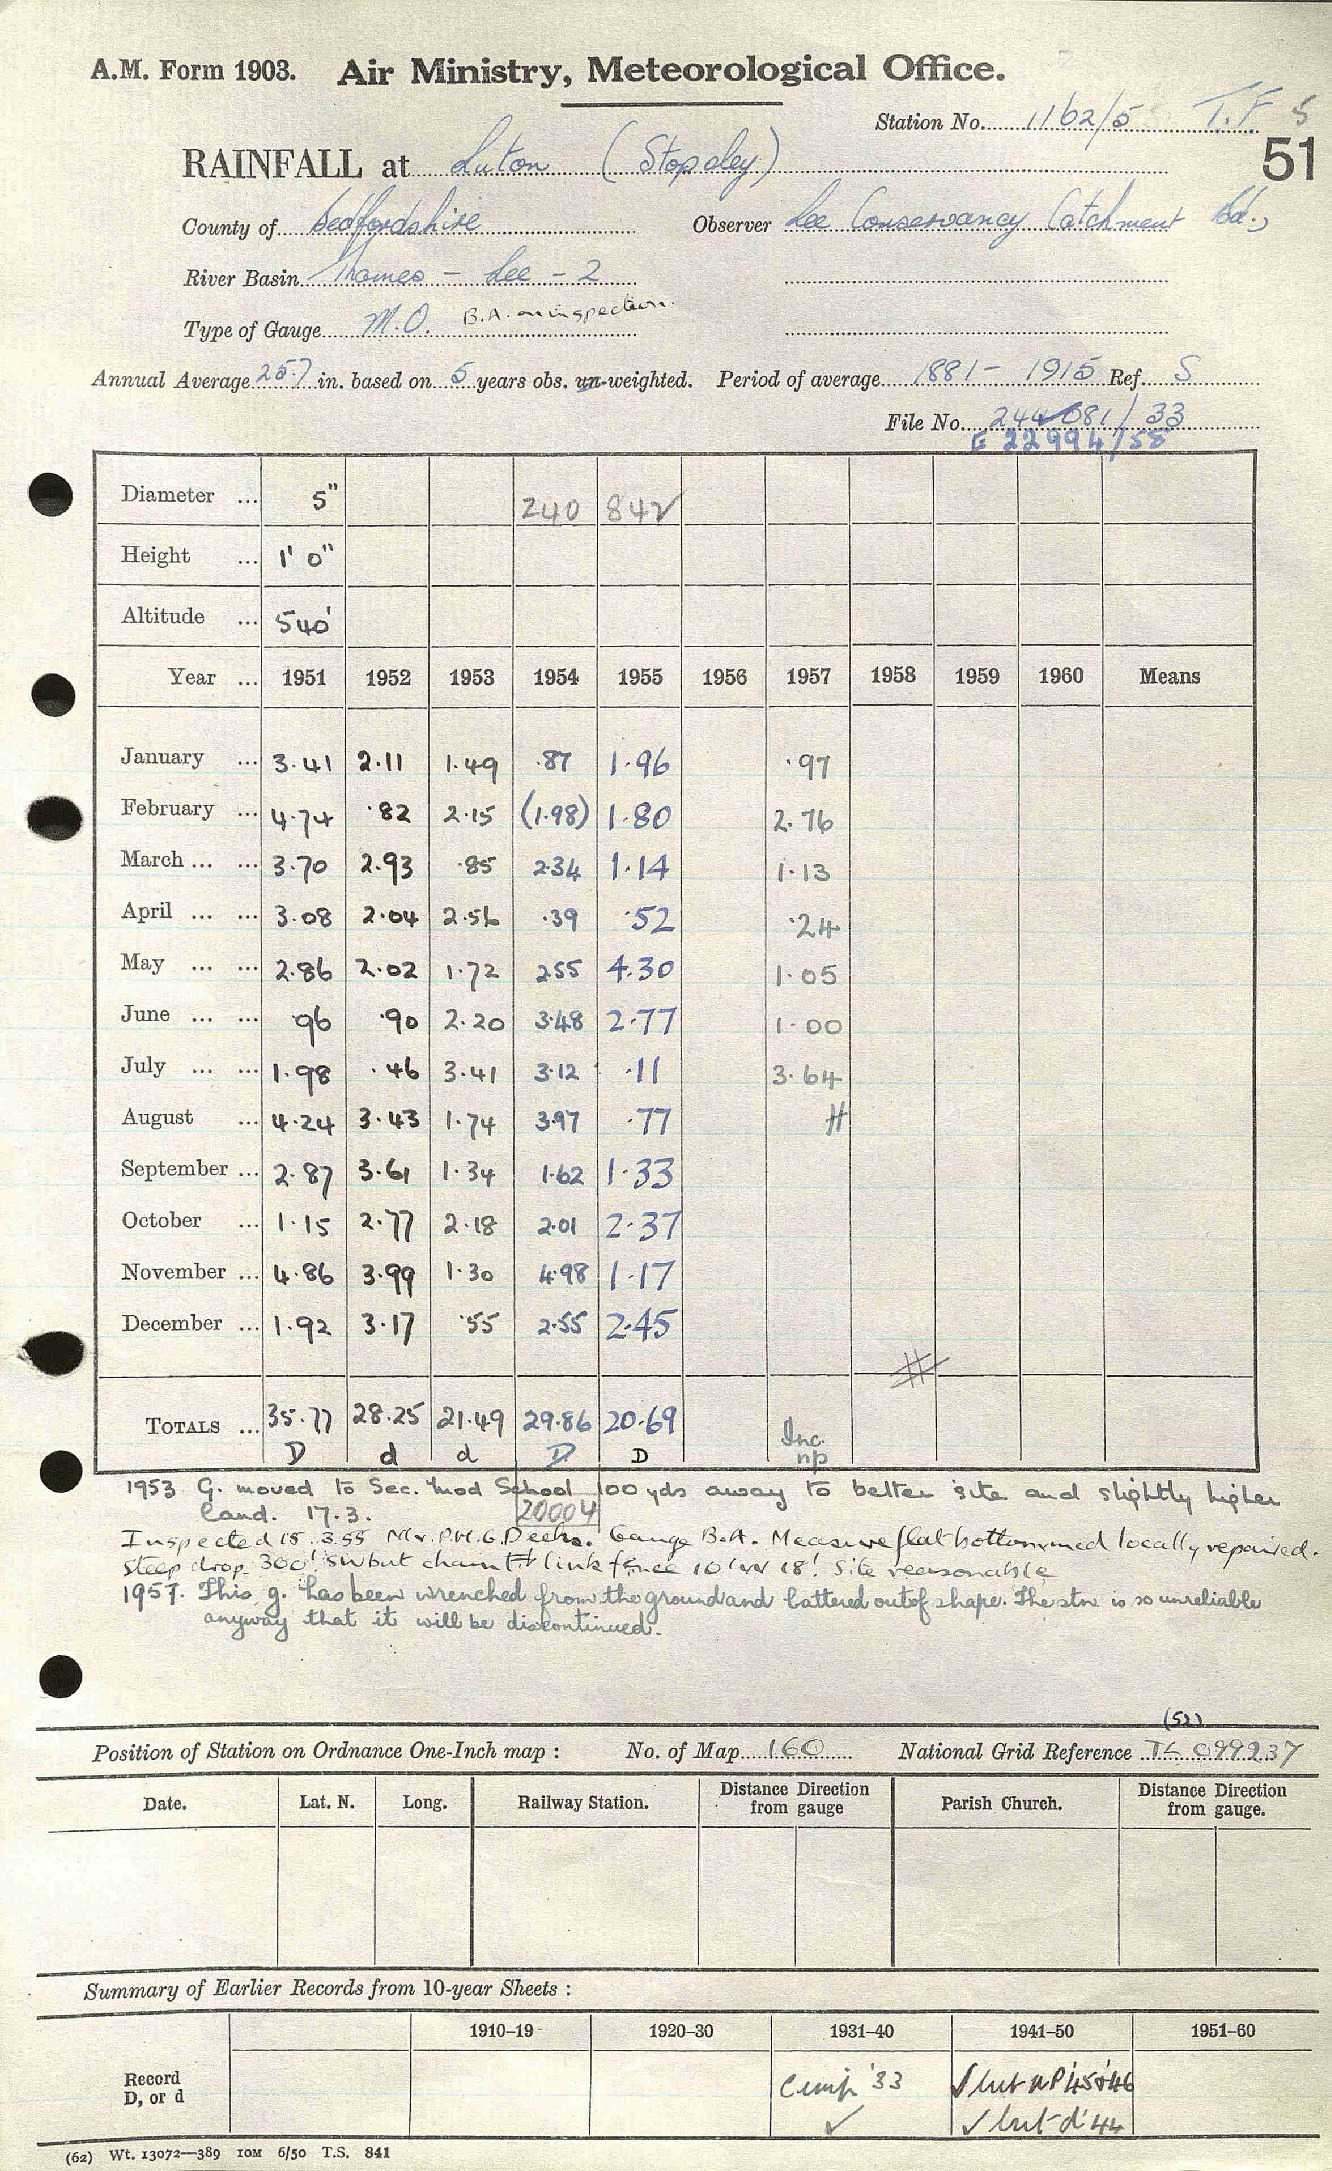 A.M. Form 1903. Air Ministry, Meteorological Office.
Station No. 1162/5 T.F 5
51
RAINFALL at Luton (Stopsley)
County of Bedfordshire Observer Lee Conservancy Catchment Bd.,
River Basin Thames - Lee - 2
Type of Gauge M.O. B.A. on inspection.
Annual Average 25.7 in. based on 5 years obs. un-weighted. Period of average 1881 - 1915 Ref. S
File No. 244081/33
G 22994/55
Diameter ... 5" 240 842
Height ... 1' 0"
Altitude ... 540'
Year ... 1951 1952 1953 1954 1955 1956 1957 1958 1959 1960 Means
January ... 3.41 2.11 1.49 .87 1.96 .97
February ... 4.74 .82 2.15 (1.98) 1.80 2.76
March ... ... 3.70 2.93 .85 2.34 1.14 1.13
April ... ... 3.08 2.04 2.56 .39 .52 .24
May ... ... 2.86 2.02 1.72 2.55 4.30 1.05
June ... ... .96 .90 2.20 3.48 2.77 1.00
July ... ... 1.98 .46 3.41 3.12 .11 3.64
August ... 4.24 3.43 1.74 3.97 .77 #
September ... 2.87 3.61 1.34 1.62 1.33
October ... 1.15 2.77 2.18 2.01 2.37
November ... 4.86 3.99 1.30 4.98 1.17
December ... 1.92 3.17 .55 2.55 2.45
#
TOTALS ... 35.77 28.25 21.49 29.86 20.69 Inc.
D d d D D np
1953 G. moved to Sec. Mod School 100 yds away to better site and slightly higher
land. 17.3. 20004
Inspected 18.3.55 Mr. P.H.G. Deeks. Gauge B.A. Measure flat bottommed locally repaired.
Steep drop 300' SW but chain link fence 18'. Site reasonable
1957. This g. has been wrenched from the ground and battered out of shape. The stn is so unreliable
anyway that it will be discontinued.
(52)
Position of Station on Ordnance One-Inch map : No. of Map 160 National Grid Reference TL 099237
Date. Lat. N. Long. Railway Station. Distance Direction from gauge Parish Church. Distance Direction from gauge.
Summary of Earlier Records from 10-year Sheets :
1910–19 1920–30 1931–40 1941–50 1951–60
Record '33 ✓ but np '45 & '46
D, or d ✓ ✓ but d '44
(62) Wt. 13072—389 10M 6/50 T.S. 841